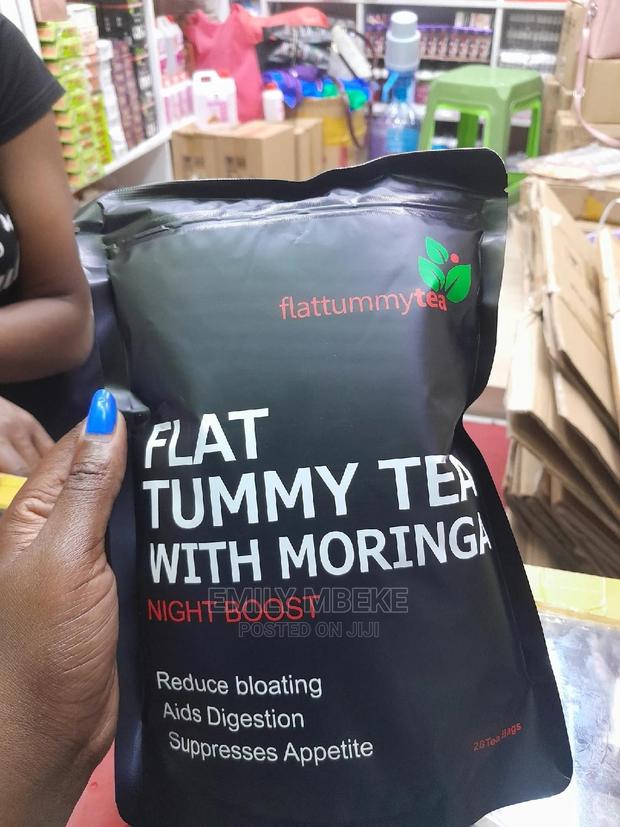 flattummytea
FLAT
TUMMY TEA
WITH MORINGA
NIGHT BOOST
EMILY MBEKE
POSTED ON JIJI
Reduce bloating
Aids Digestion
Suppresses Appetite
28 Tea Bags